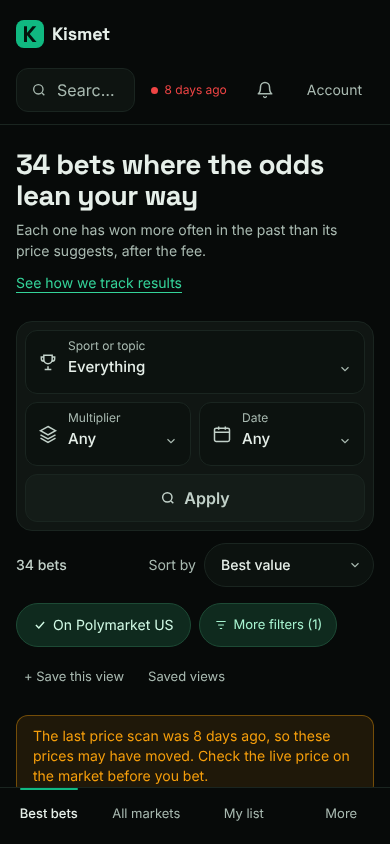 K Kismet
Searc...
8 days ago
Account
34 bets where the odds
lean your way
Each one has won more often in the past than its
price suggests, after the fee.
See how we track results
Sport or topic
Everything
Multiplier
Any
Date
Any
Apply
34 bets
Sort by
Best value
On Polymarket US
More filters (1)
+ Save this view
Saved views
The last price scan was 8 days ago, so these
prices may have moved. Check the live price on
the market before you bet.
Best bets
All markets
My list
More